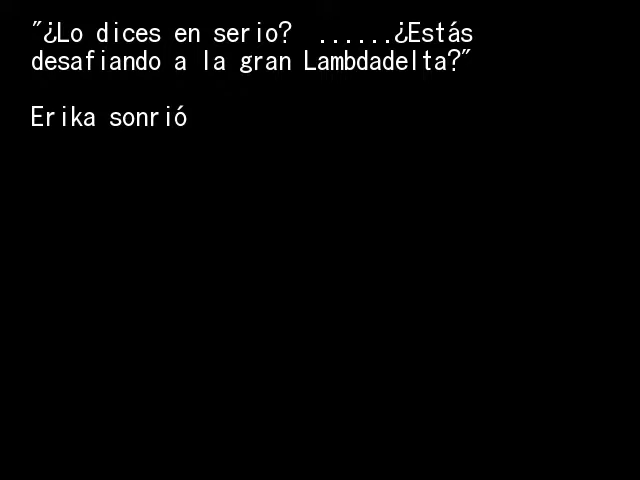 "¿Lo dices en serio?  ......¿Estás
desafiando a la gran Lambdadelta?"
Erika sonrió